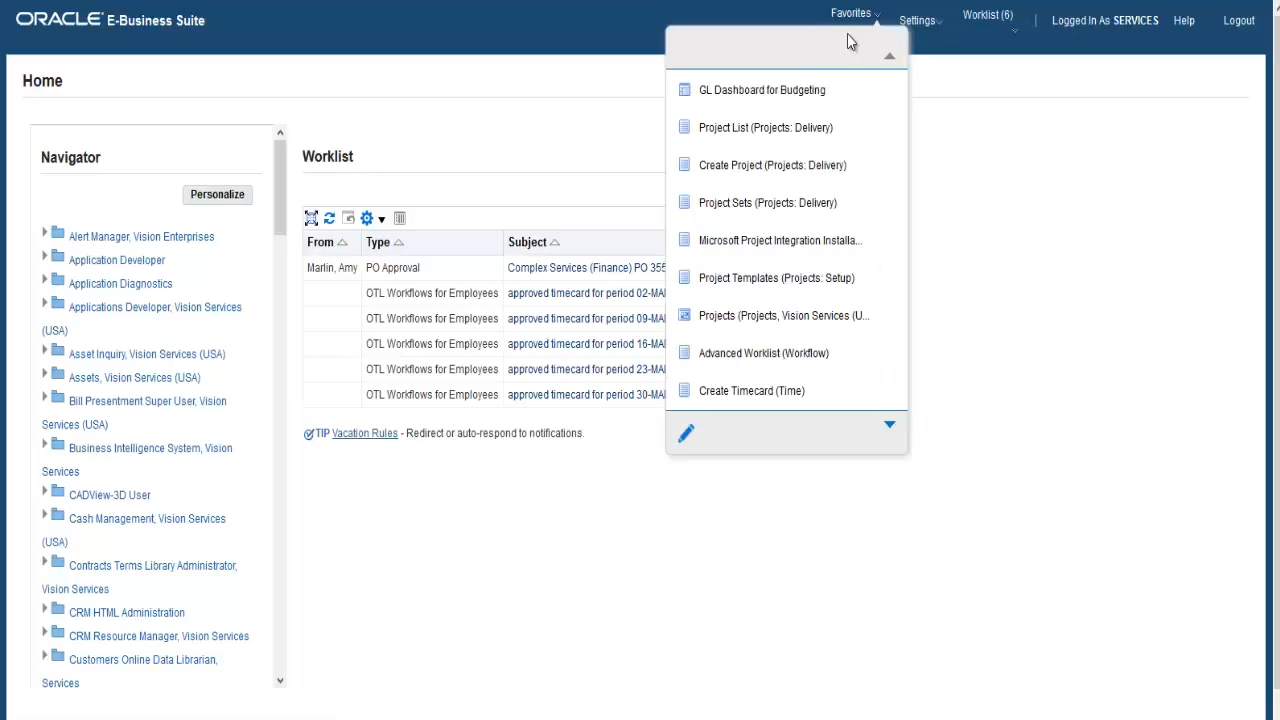 ORACLE® E-Business Suite
Favorites
Settings
Worklist (6)
Logged In As SERVICES
Help
Logout
Home
Navigator
Personalize
Alert Manager, Vision Enterprises
Application Developer
Application Diagnostics
Applications Developer, Vision Services
(USA)
Asset Inquiry, Vision Services (USA)
Assets, Vision Services (USA)
Bill Presentment Super User, Vision
Services (USA)
Business Intelligence System, Vision
Services
CADView-3D User
Cash Management, Vision Services
(USA)
Contracts Terms Library Administrator,
Vision Services
CRM HTML Administration
CRM Resource Manager, Vision Services
Customers Online Data Librarian,
Services
Worklist
From Type Subject
Marlin, Amy PO Approval Complex Services (Finance) PO 355
OTL Workflows for Employees approved timecard for period 02-MA
OTL Workflows for Employees approved timecard for period 09-MA
OTL Workflows for Employees approved timecard for period 16-MA
OTL Workflows for Employees approved timecard for period 23-MA
OTL Workflows for Employees approved timecard for period 30-MA
TIP Vacation Rules - Redirect or auto-respond to notifications.
GL Dashboard for Budgeting
Project List (Projects: Delivery)
Create Project (Projects: Delivery)
Project Sets (Projects: Delivery)
Microsoft Project Integration Installa...
Project Templates (Projects: Setup)
Projects (Projects, Vision Services (U...
Advanced Worklist (Workflow)
Create Timecard (Time)